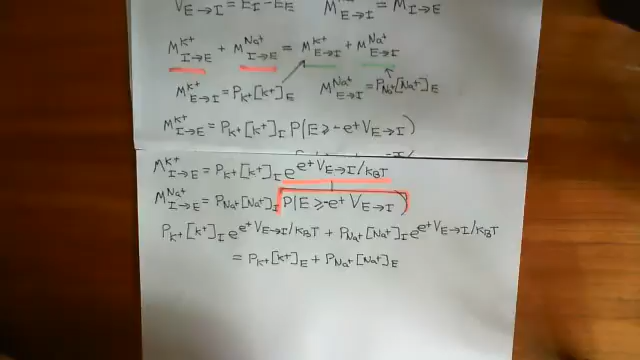 V_{E→I} = E_I - E_E    M_{E→I} = M_{I→E}
M^{K+}_{I→E} + M^{Na+}_{I→E} = M^{K+}_{E→I} + M^{Na+}_{E→I}
M^{K+}_{E→I} = P_{K+}[K+]_E    M^{Na+}_{E→I} = P_{Na+}[Na+]_E
M^{K+}_{I→E} = P_{K+}[K+]_I P(E ≥ -e+ V_{E→I})
M^{K+}_{I→E} = P_{K+}[K+]_I e^{e+ V_{E→I}/k_BT}
M^{Na+}_{I→E} = P_{Na+}[Na+]_I P(E ≥ -e+ V_{E→I})
P_{K+}[K+]_I e^{e+ V_{E→I}/k_BT} + P_{Na+}[Na+]_I e^{e+ V_{E→I}/k_BT}
= P_{K+}[K+]_E + P_{Na+}[Na+]_E